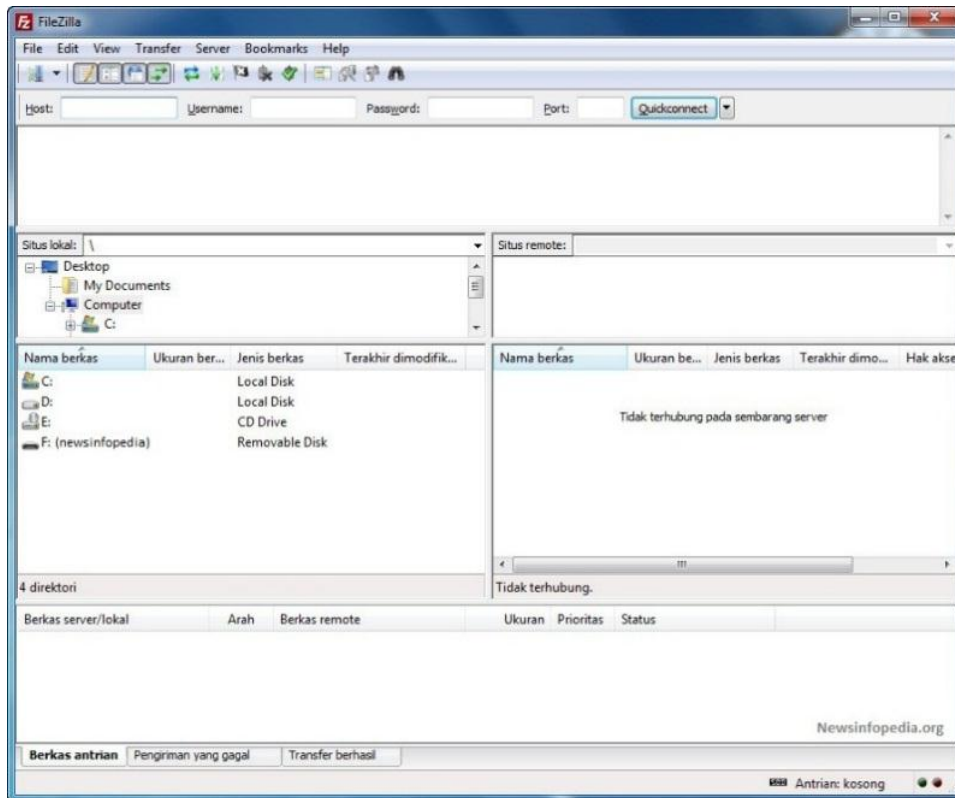 FileZilla
File Edit View Transfer Server Bookmarks Help
Host: Username: Password: Port: Quickconnect
Situs lokal: \
Situs remote:
Desktop
My Documents
Computer
C:
Nama berkas Ukuran ber... Jenis berkas Terakhir dimodifik...
C: Local Disk
D: Local Disk
E: CD Drive
F: (newsinfopedia) Removable Disk
4 direktori
Nama berkas Ukuran be... Jenis berkas Terakhir dimo... Hak akse
Tidak terhubung pada sembarang server
Tidak terhubung.
Berkas server/lokal Arah Berkas remote Ukuran Prioritas Status
Newsinfopedia.org
Berkas antrian Pengiriman yang gagal Transfer berhasil
Antrian: kosong